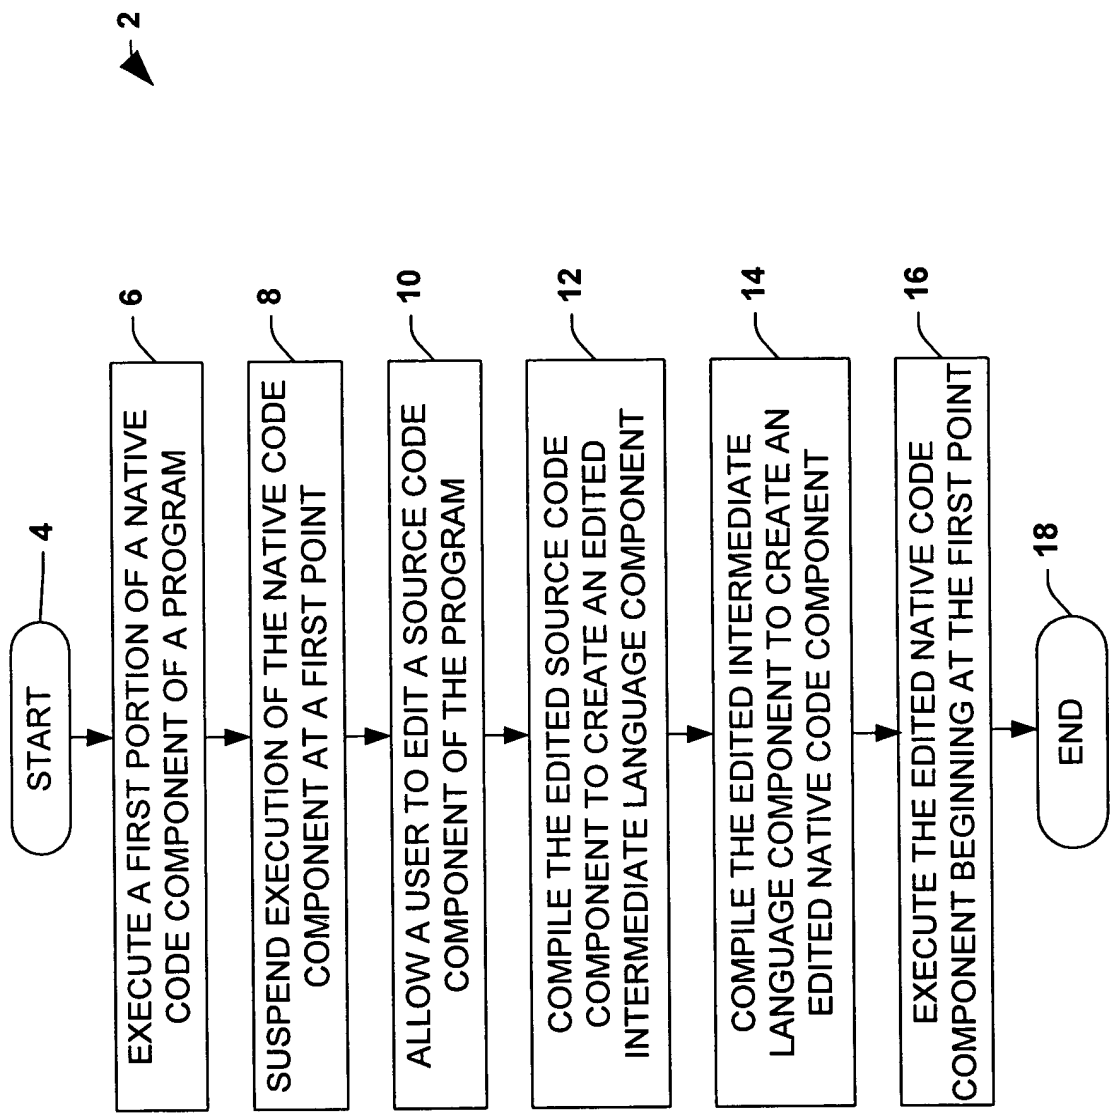 2
START
4
EXECUTE A FIRST PORTION OF A NATIVE
CODE COMPONENT OF A PROGRAM
6
SUSPEND EXECUTION OF THE NATIVE CODE
COMPONENT AT A FIRST POINT
8
ALLOW A USER TO EDIT A SOURCE CODE
COMPONENT OF THE PROGRAM
10
COMPILE THE EDITED SOURCE CODE
COMPONENT TO CREATE AN EDITED
INTERMEDIATE LANGUAGE COMPONENT
12
COMPILE THE EDITED INTERMEDIATE
LANGUAGE COMPONENT TO CREATE AN
EDITED NATIVE CODE COMPONENT
14
EXECUTE THE EDITED NATIVE CODE
COMPONENT BEGINNING AT THE FIRST POINT
16
END
18